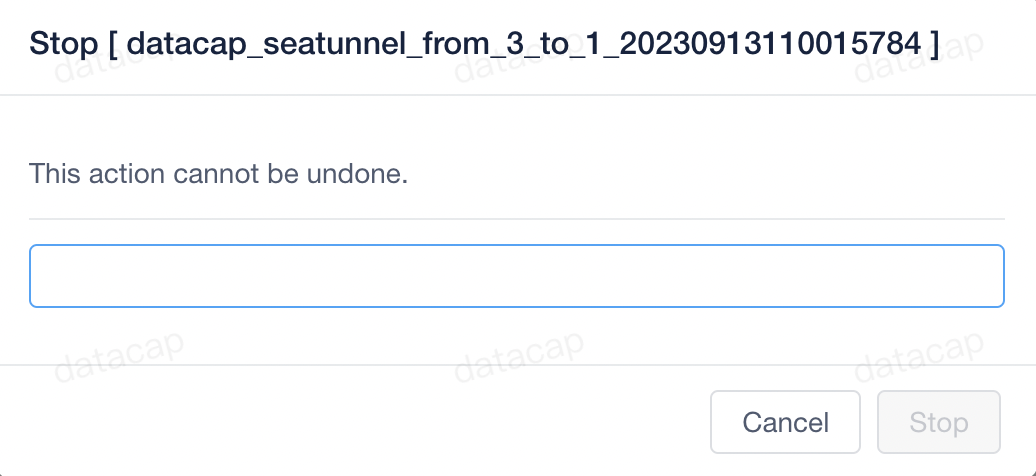 Stop [ datacap_seatunnel_from_3_to_1_20230913110015784 ]
datacap datacap datacap
This action cannot be undone.
datacap datacap datacap
Cancel Stop